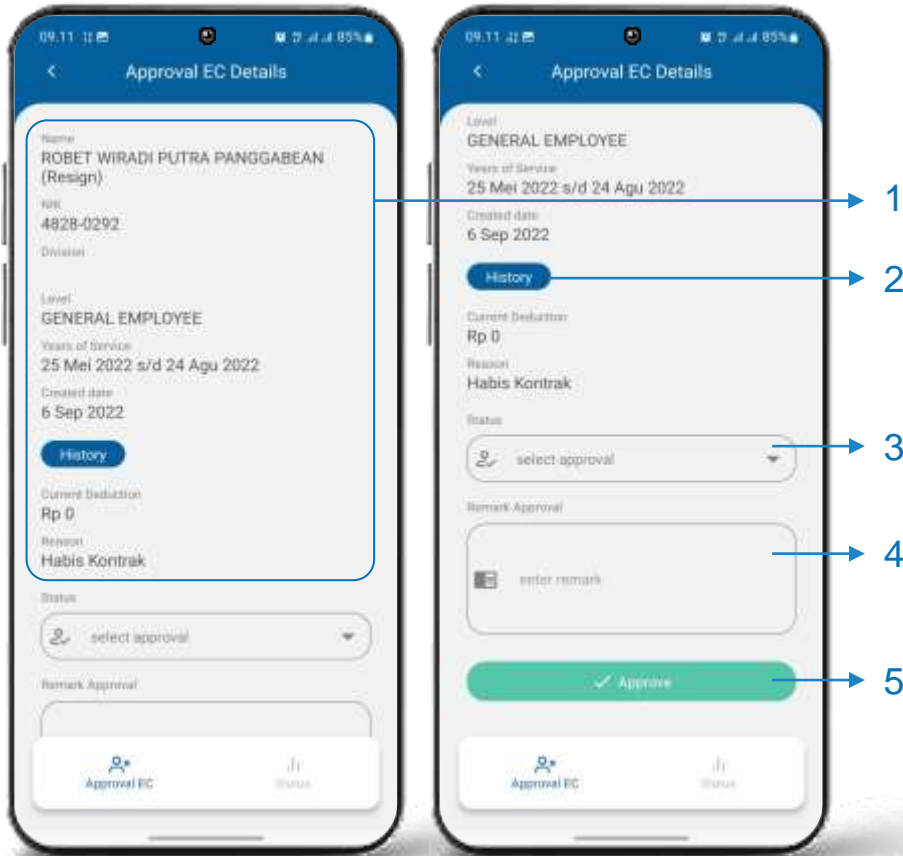 09.11
85%
Approval EC Details
Name
ROBET WIRADI PUTRA PANGGABEAN
(Resign)
NIK
4828-0292
Division
Level
GENERAL EMPLOYEE
Years of Service
25 Mei 2022 s/d 24 Agu 2022
Created date
6 Sep 2022
History
Current Deduction
Rp 0
Reason
Habis Kontrak
Status
select approval
Remark Approval
Approval EC
Status
09.11
85%
Approval EC Details
Level
GENERAL EMPLOYEE
Years of Service
25 Mei 2022 s/d 24 Agu 2022
Created date
6 Sep 2022
History
Current Deduction
Rp 0
Reason
Habis Kontrak
Status
select approval
Remark Approval
enter remark
Approve
Approval EC
Status
1
2
3
4
5